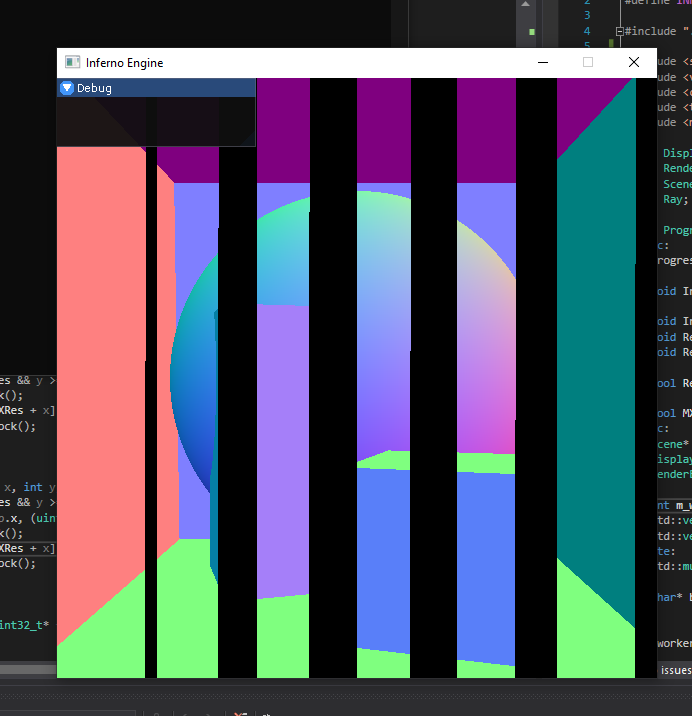 2 #define
3
4 #include "
5
Inferno Engine
Debug
ude <s
ude <v
ude <
ude <t
ude <
Displ
Rende
Scene
Ray;
Progr
c:
rogres
oid In
oid In
oid Re
oid Re
ool Re
es && y >
k();
ool MX
XRes + x]
c:
ock();
cene*
isplay
enderE
x, int y
es && y >
nt m_w
o.x, (uin
td::ve
k();
td::ve
XRes + x]
te:
ock();
td::mu
har* b
int32_t*
worker
issues